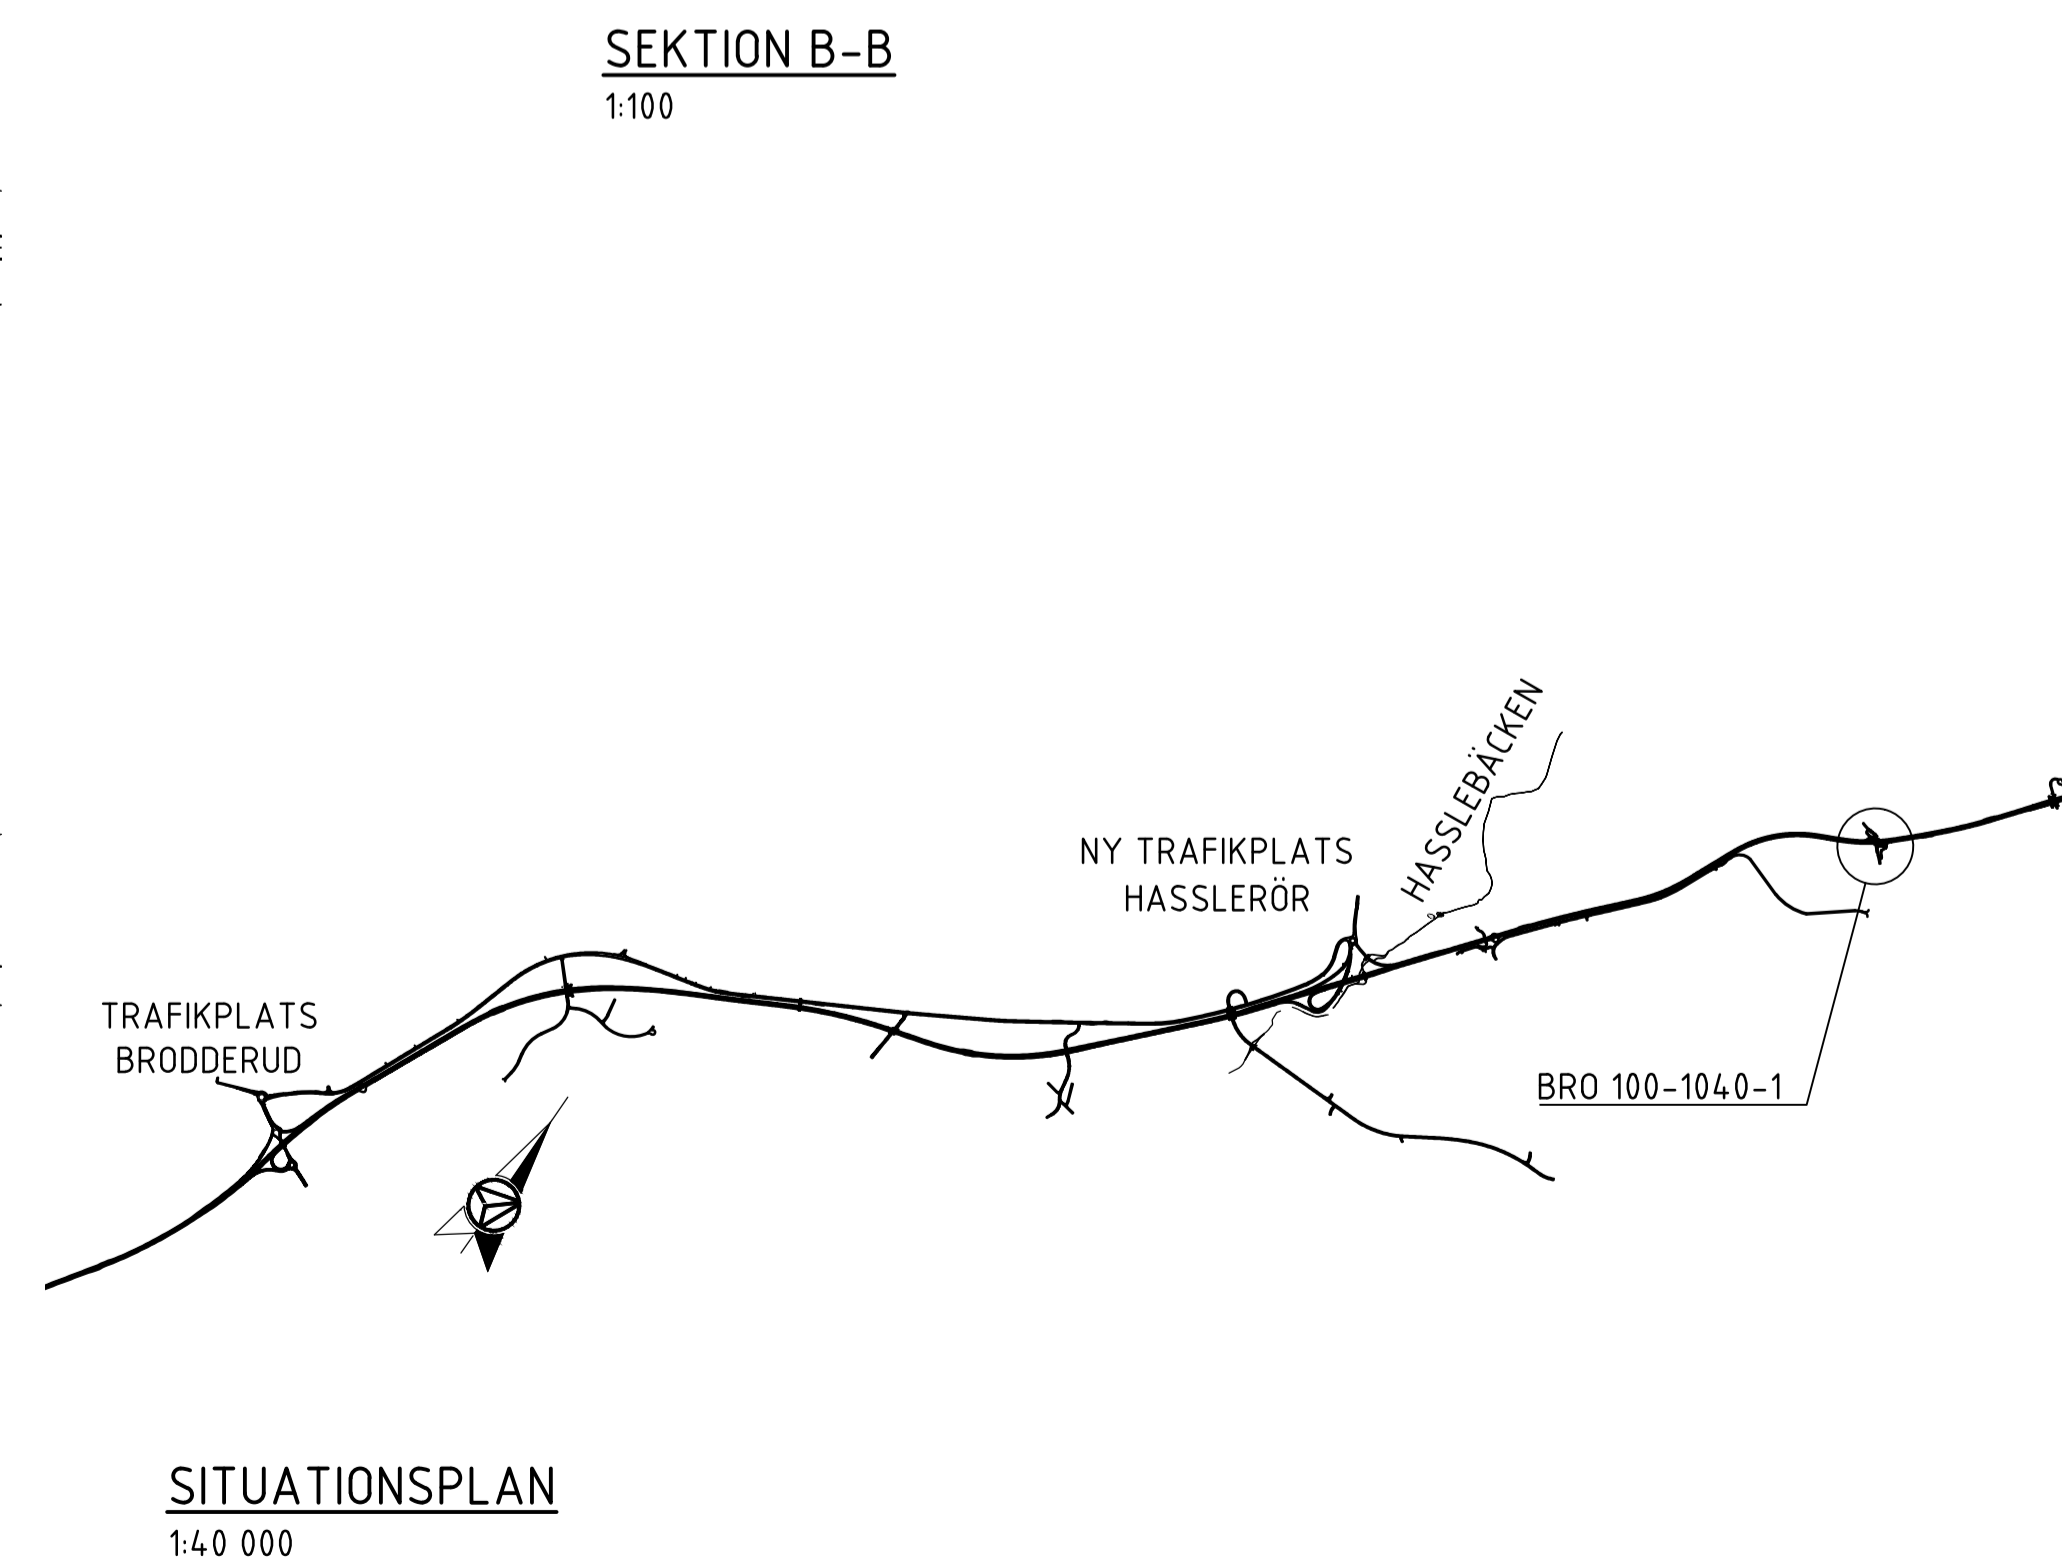 SEKTION B-B
1:100
HASSLEBÄCKEN
NY TRAFIKPLATS
HASSLERÖR
TRAFIKPLATS
BRODDERUD
BRO 100-1040-1
SITUATIONSPLAN
1:40 000